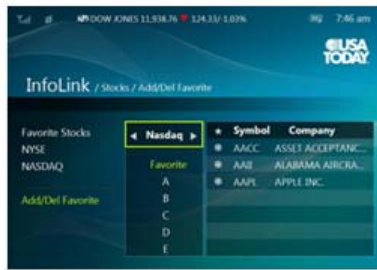 DOW JONES 11,938.76 ▼ 124.33/ 1.03% 7:46 am
USA
TODAY
InfoLink / Stocks / Add/Del Favorite
Favorite Stocks
NYSE
NASDAQ
Add/Del Favorite
◀ Nasdaq ▶
Favorite
A
B
C
D
E
★ Symbol Company
AACC ASSET ACCEPTANC...
AAII ALABAMA AIRCRA...
AAPL APPLE INC.